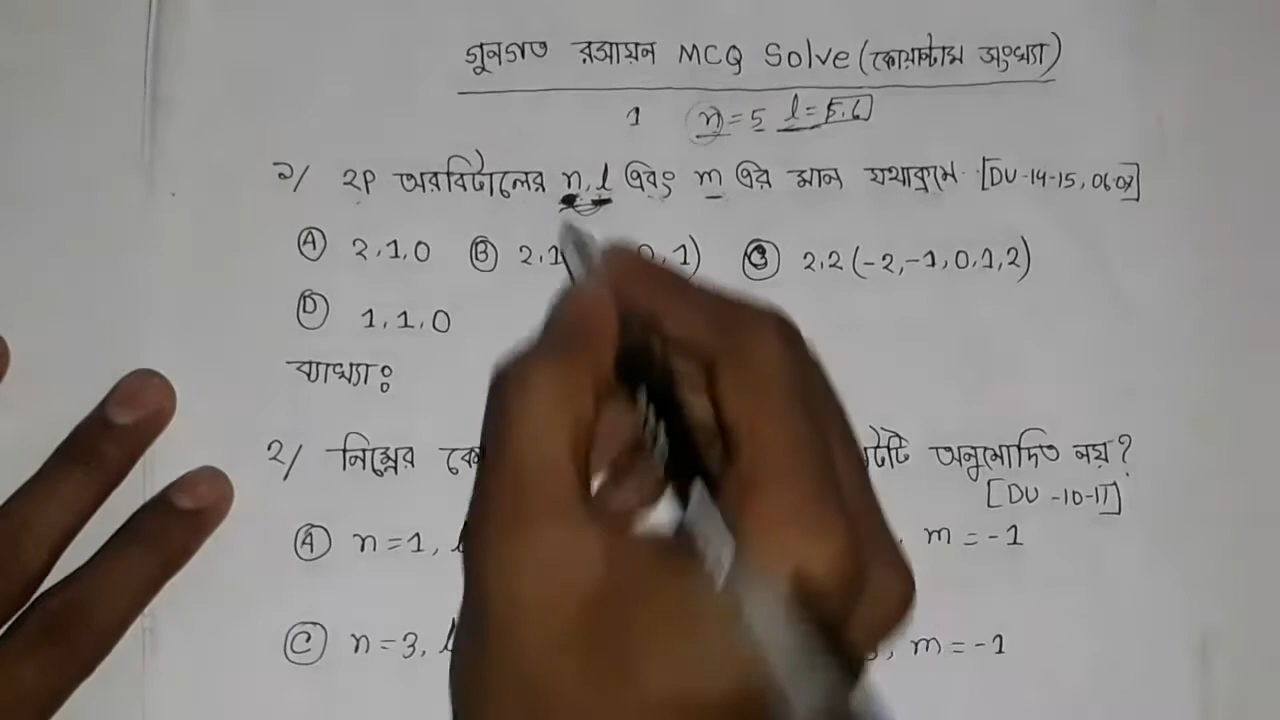 গুনগত রসায়ন MCQ Solve (কোয়ান্টাম সংখ্যা)
1 n = 5 l = 5.6
১/ 2P অরবিটালের n, l এবং m এর মান যথাক্রমে [DU-14-15, 06-07]
A 2,1,0 B 2,1 0,1) C 2,2 (-2,-1,0,1,2)
D 1,1,0
ব্যাখ্যাঃ
২/ নিম্নের অনুমোদিত নয়?
[DU-10-11]
A n=1, m=-1
C n=3, m=-1